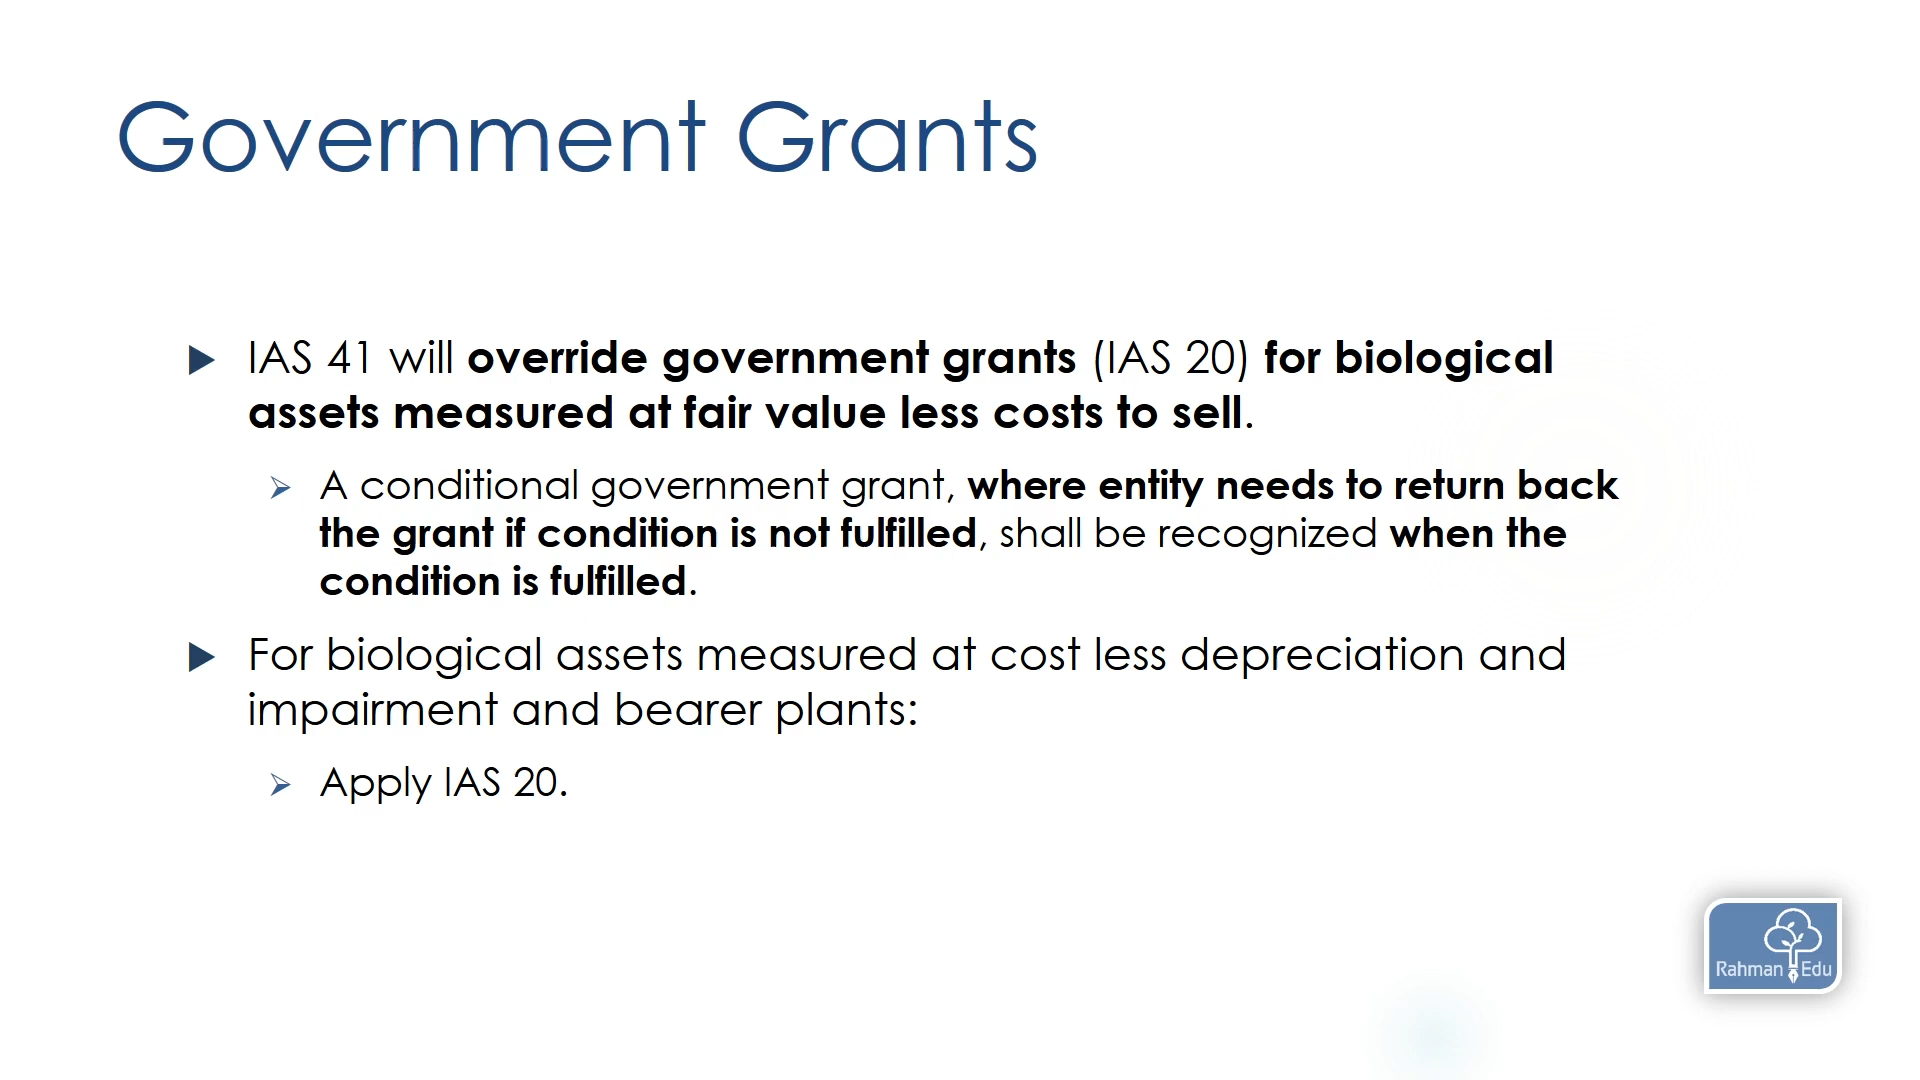 Government Grants
IAS 41 will override government grants (IAS 20) for biological
assets measured at fair value less costs to sell.
A conditional government grant, where entity needs to return back
the grant if condition is not fulfilled, shall be recognized when the
condition is fulfilled.
For biological assets measured at cost less depreciation and
impairment and bearer plants:
Apply IAS 20.
Rahman Edu